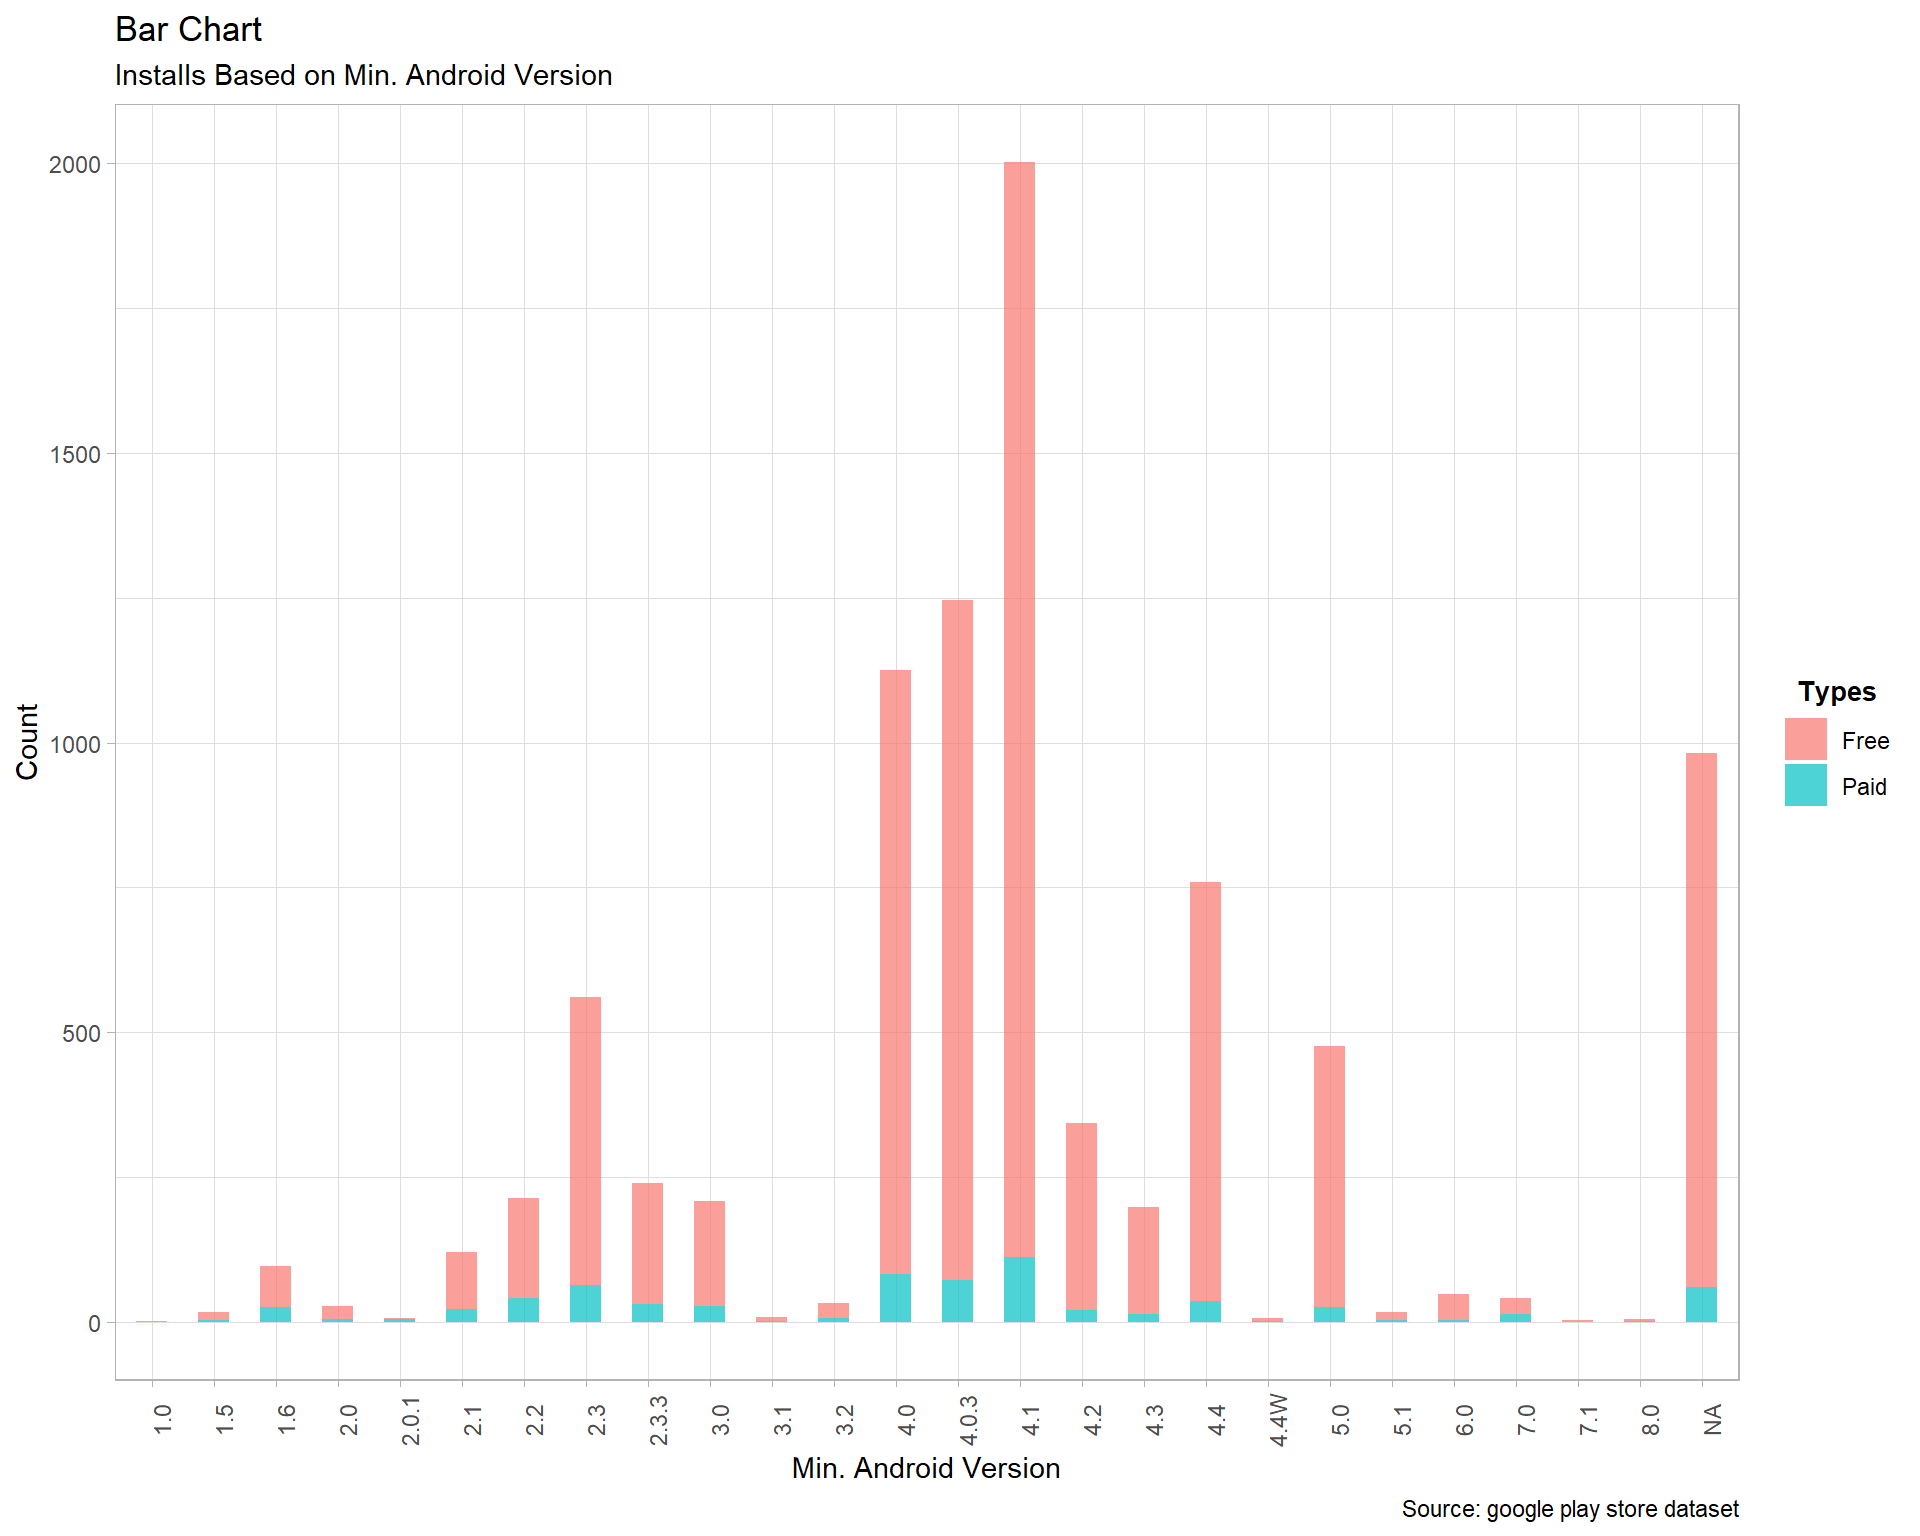 Bar Chart
Installs Based on Min. Android Version
2000
1500
1000
500
0
Count
1.0
1.5
1.6
2.0
2.0.1
2.1
2.2
2.3
2.3.3
3.0
3.1
3.2
4.0
4.0.3
4.1
4.2
4.3
4.4
4.4W
5.0
5.1
6.0
7.0
7.1
8.0
NA
Min. Android Version
Types
Free
Paid
Source: google play store dataset